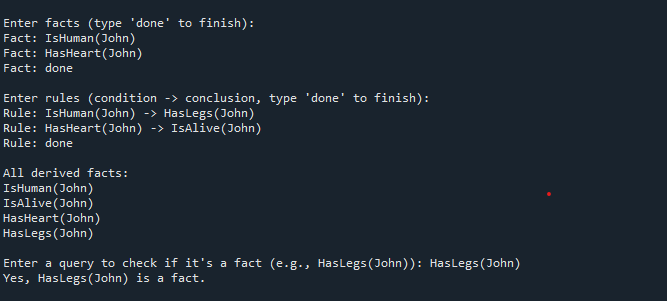 Enter facts (type 'done' to finish):
Fact: IsHuman(John)
Fact: HasHeart(John)
Fact: done
Enter rules (condition -> conclusion, type 'done' to finish):
Rule: IsHuman(John) -> HasLegs(John)
Rule: HasHeart(John) -> IsAlive(John)
Rule: done
All derived facts:
IsHuman(John)
IsAlive(John)
HasHeart(John)
HasLegs(John)
Enter a query to check if it's a fact (e.g., HasLegs(John)): HasLegs(John)
Yes, HasLegs(John) is a fact.